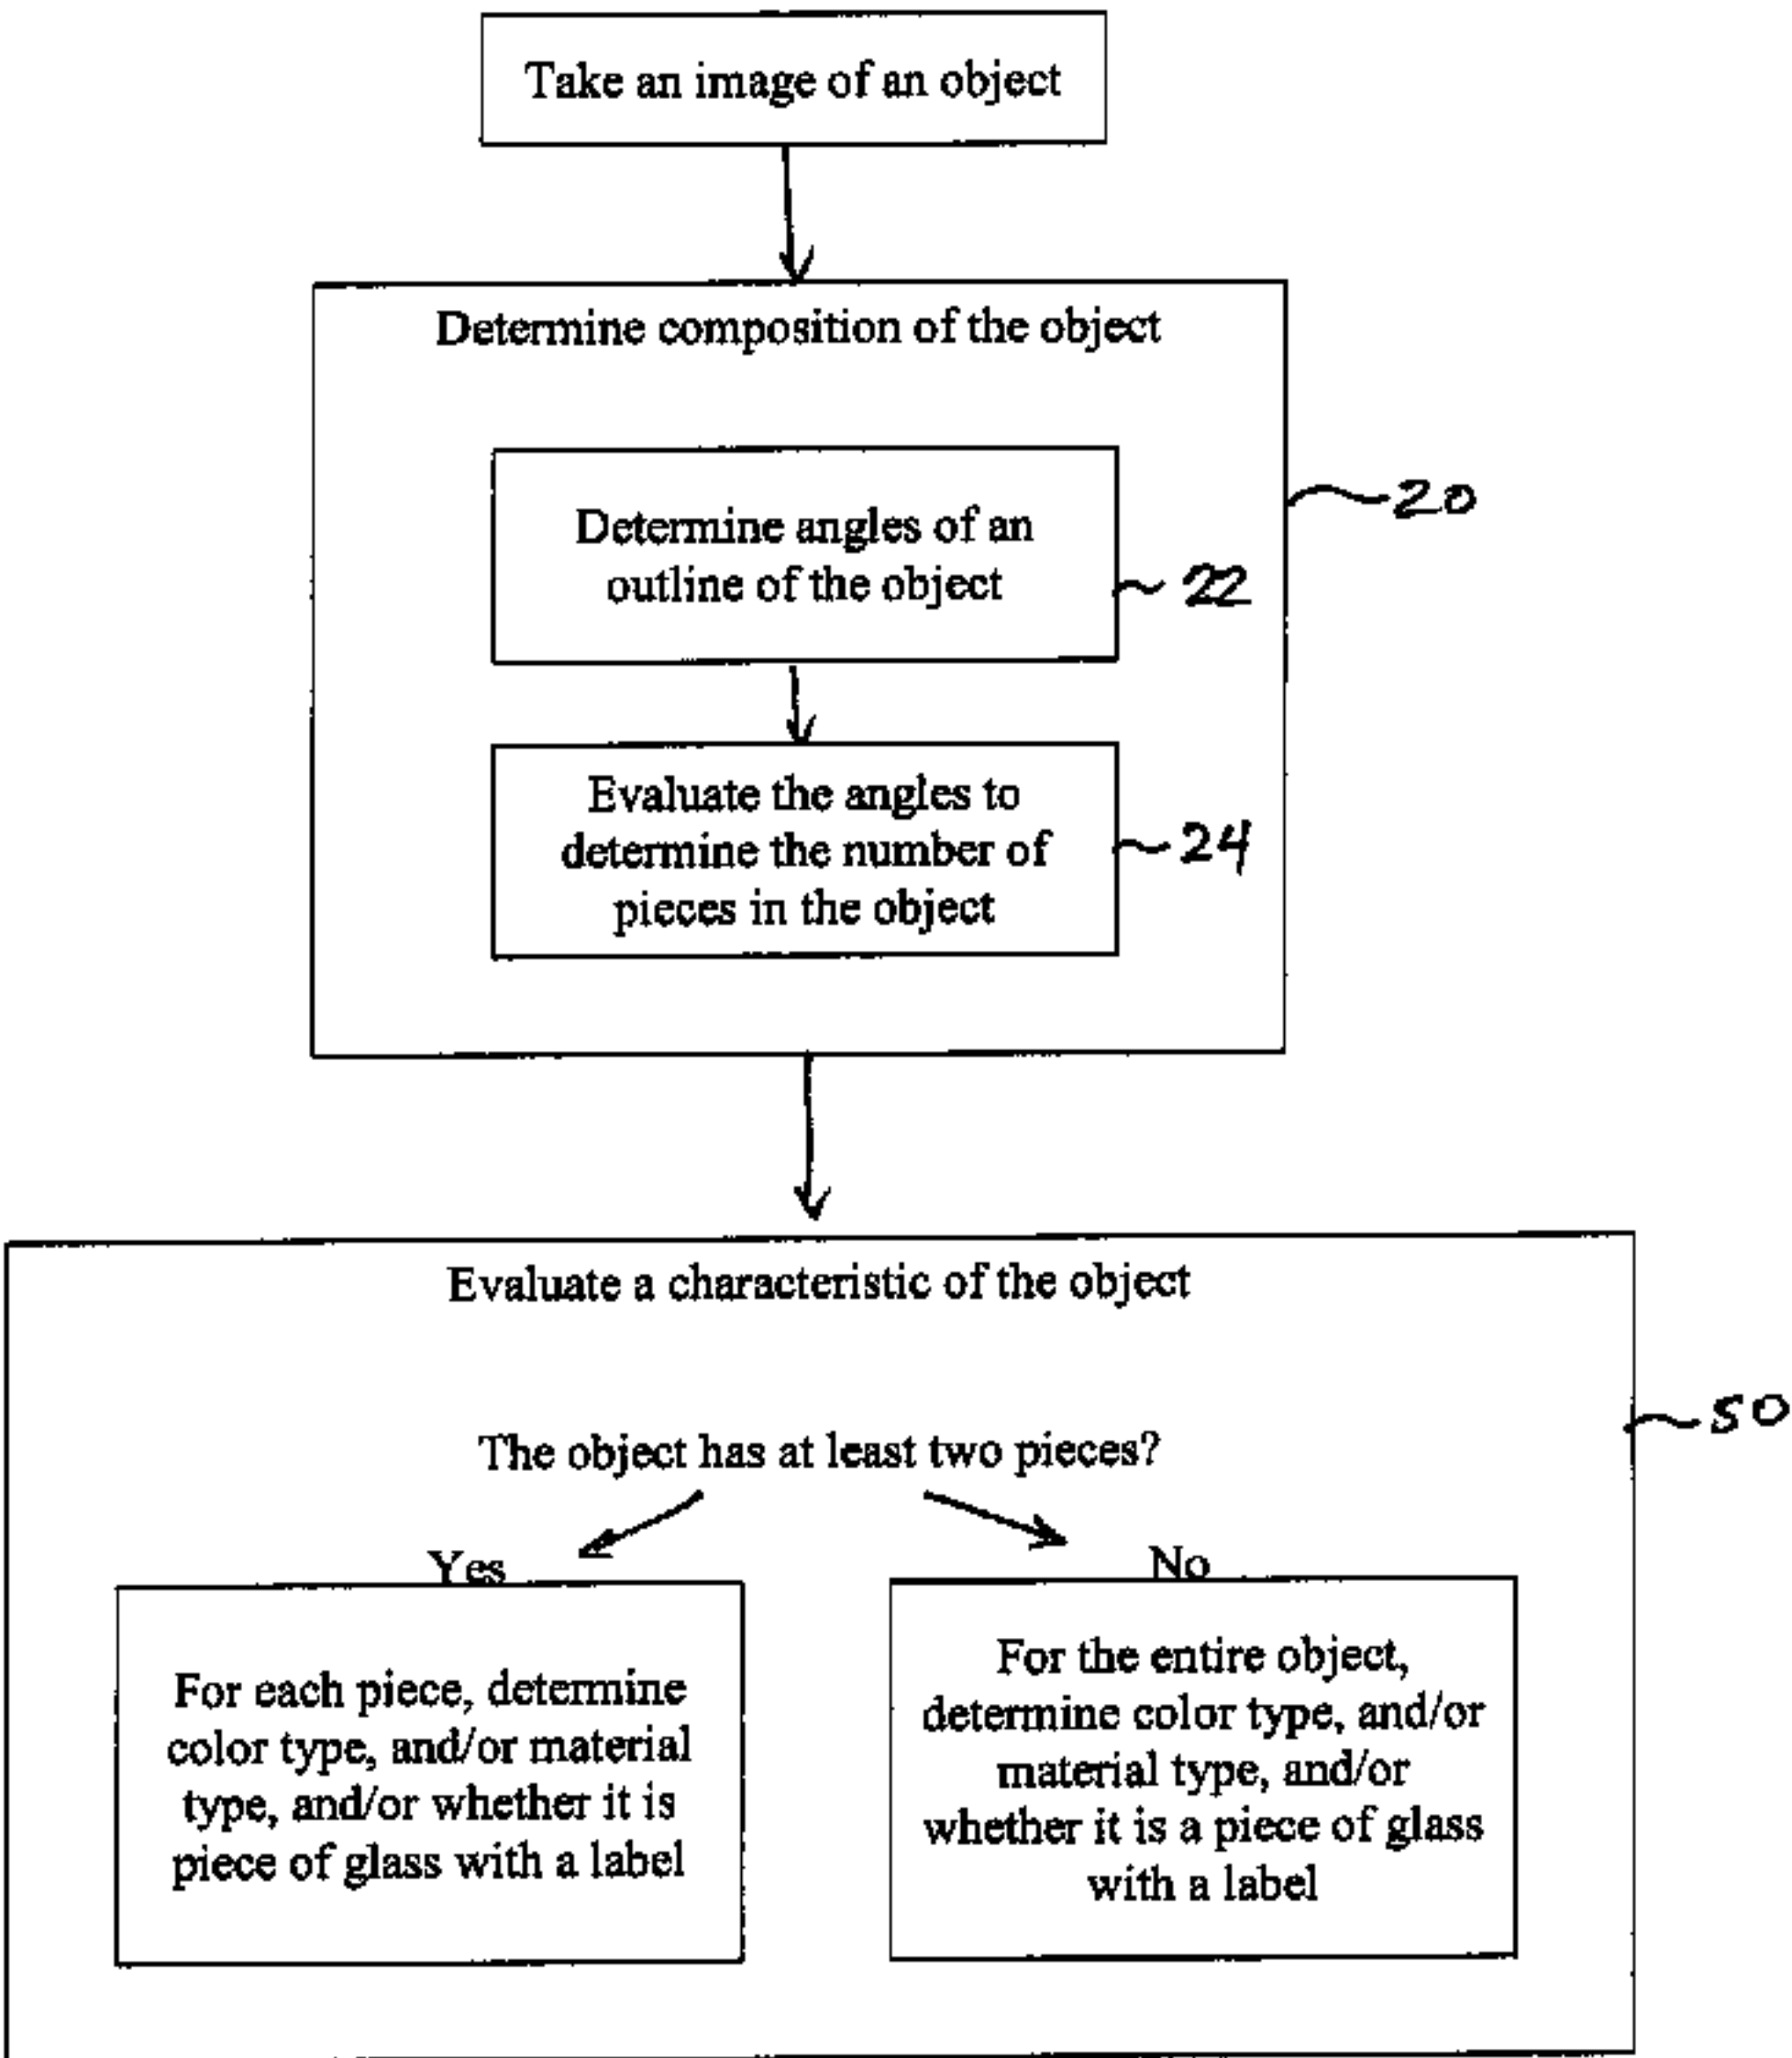 Take an image of an object
Determine composition of the object
20
Determine angles of an
outline of the object
22
Evaluate the angles to
determine the number of
pieces in the object
24
Evaluate a characteristic of the object
50
The object has at least two pieces?
Yes
No
For each piece, determine
color type, and/or material
type, and/or whether it is
piece of glass with a label
For the entire object,
determine color type, and/or
material type, and/or
whether it is a piece of glass
with a label